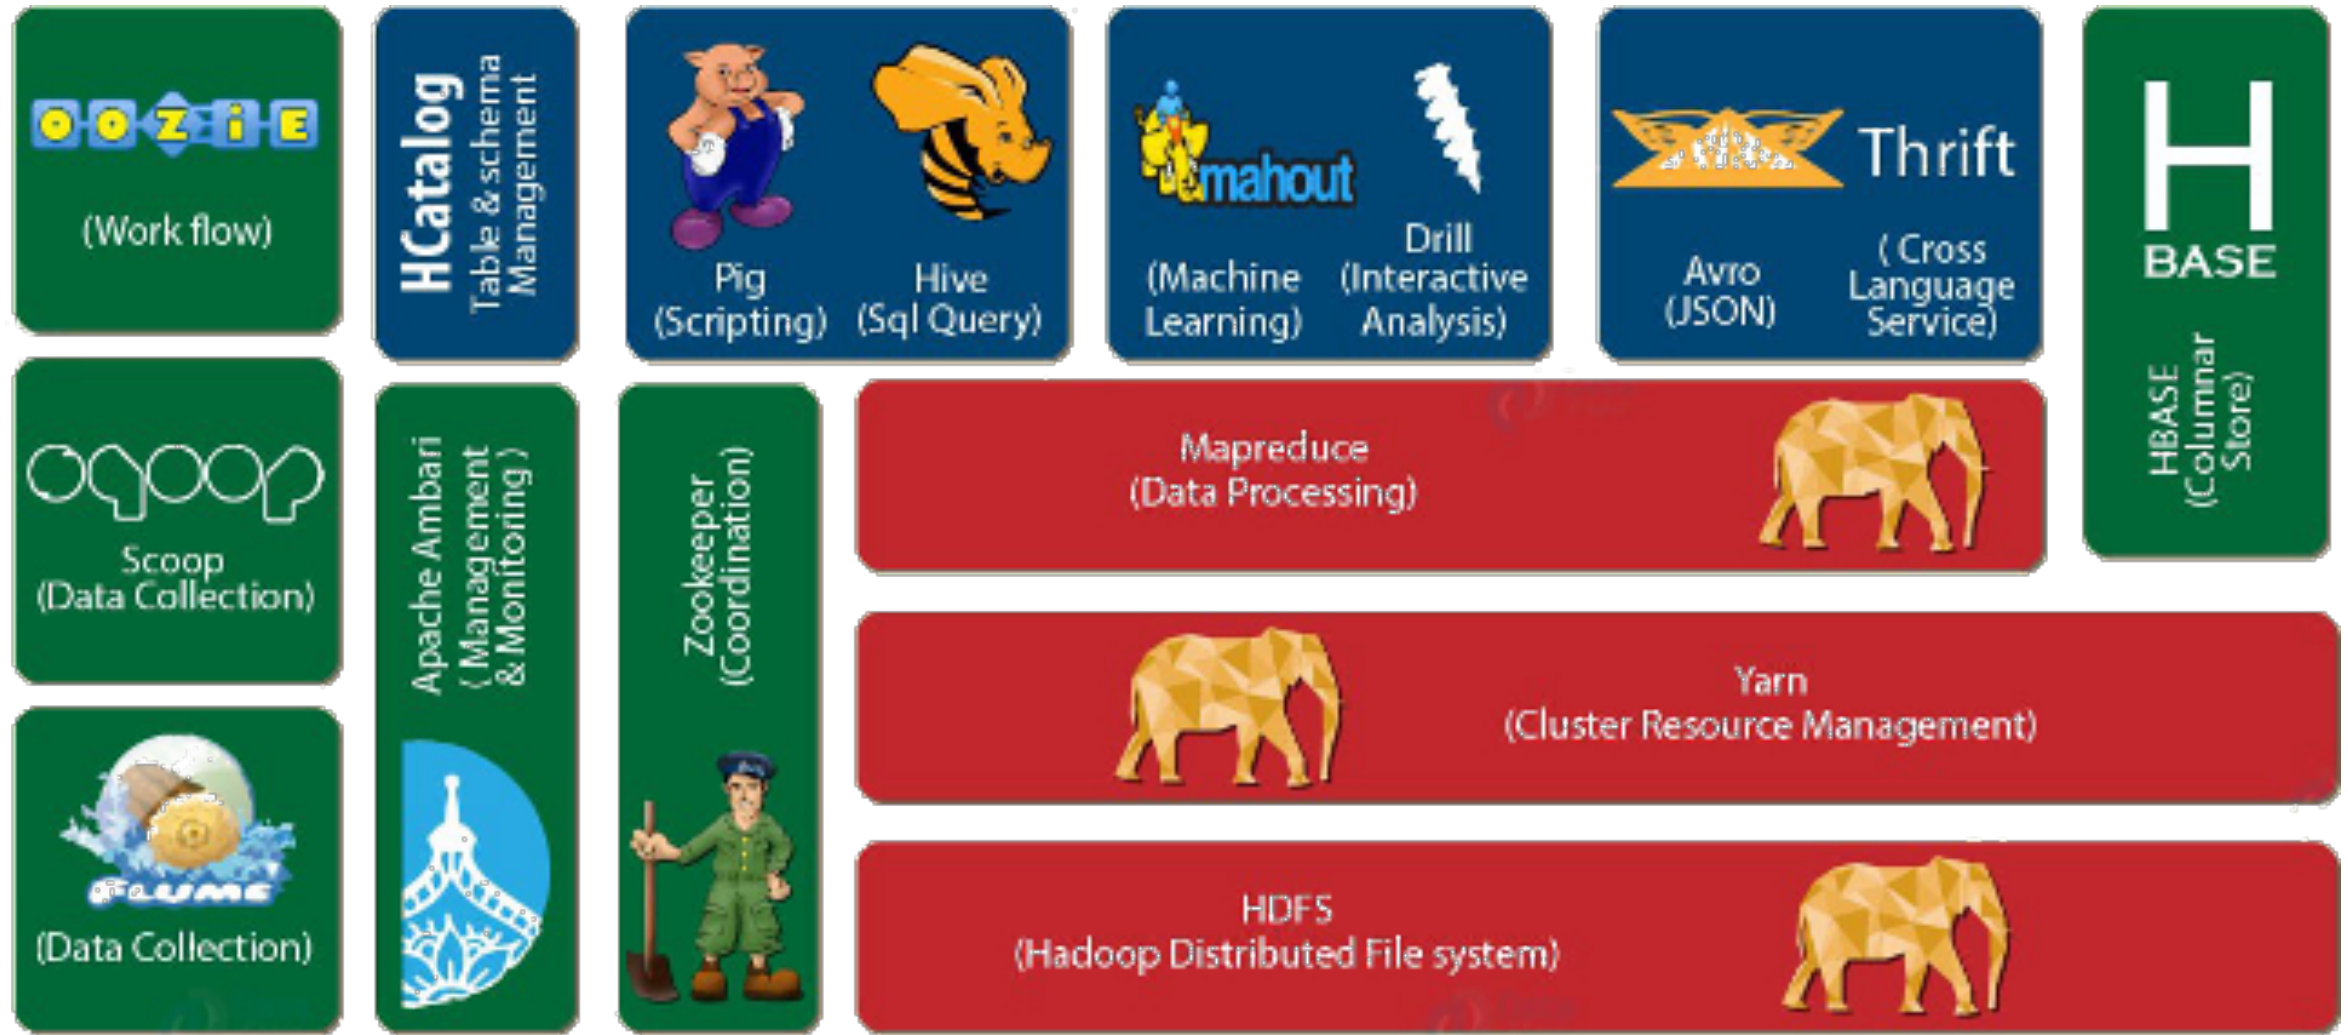 OOZiE
(Work flow)
HCatalog
Table & schema
Management
Pig
(Scripting)
Hive
(Sql Query)
mahout
(Machine
Learning)
Drill
(Interactive
Analysis)
Avro
(JSON)
Thrift
( Cross
Language
Service)
H
BASE
HBASE
(Columnar
Store)
sqoop
Scoop
(Data Collection)
Apache Ambari
( Management
& Monitoring )
Zookeeper
(Coordination)
Mapreduce
(Data Processing)
Yarn
(Cluster Resource Management)
FLUME
(Data Collection)
HDFS
(Hadoop Distributed File system)